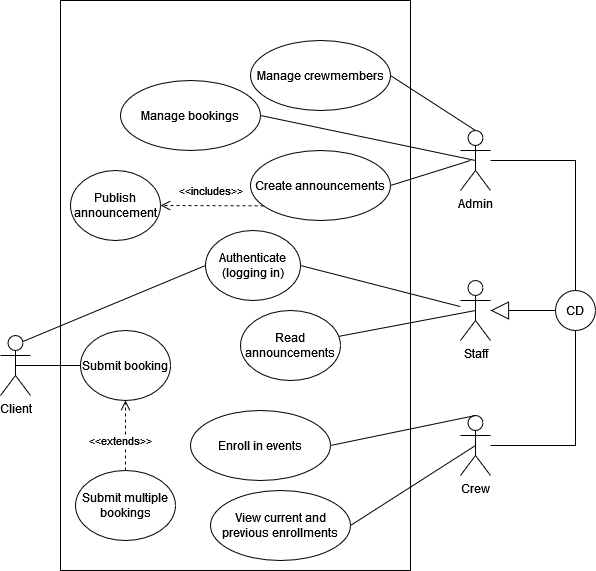 Manage crewmembers
Manage bookings
Create announcements
<<includes>>
Publish
announcement
Admin
Authenticate
(logging in)
CD
Read
announcements
Staff
Submit booking
Client
<<extends>>
Enroll in events
Submit multiple
bookings
Crew
View current and
previous enrollments